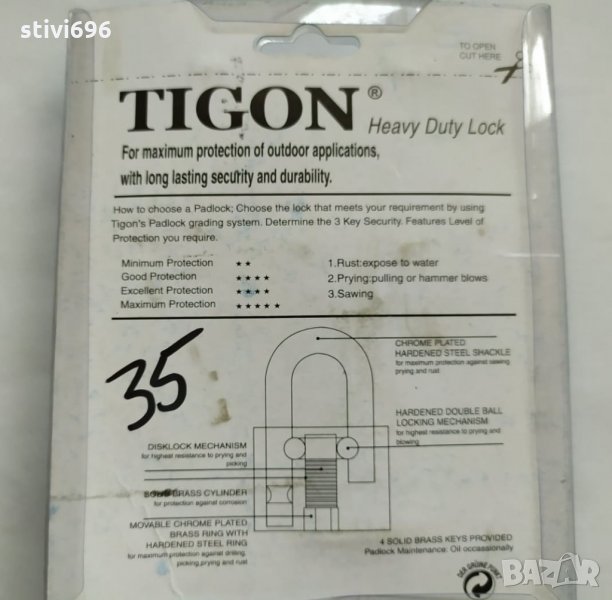 stivi696
TO OPEN
CUT HERE
TIGON®
Heavy Duty Lock
For maximum protection of outdoor applications,
with long lasting security and durability.
How to choose a Padlock; Choose the lock that meets your requirement by using
Tigon's Padlock grading system. Determine the 3 Key Security. Features Level of
Protection you require.
Minimum Protection ★★
Good Protection ★★★★
Excellent Protection ★★★★
Maximum Protection ★★★★★
1.Rust:expose to water
2.Prying:pulling or hammer blows
3.Sawing
35
CHROME PLATED
HARDENED STEEL SHACKLE
for maximum protection against sawing
prying and rust
HARDENED DOUBLE BALL
LOCKING MECHANISM
for highest resistance to prying and
blowing
DISKLOCK MECHANISM
for highest resistance to prying and
picking
SOLID BRASS CYLINDER
for protection against corrosion
MOVABLE CHROME PLATED
BRASS RING WITH
HARDENED STEEL RING
for maximum protection against drilling,
picking,prying and rust
4 SOLID BRASS KEYS PROVIDED
Padlock Maintenance: Oil occassionally
DER GRÜNE PUNKT
BAZAR